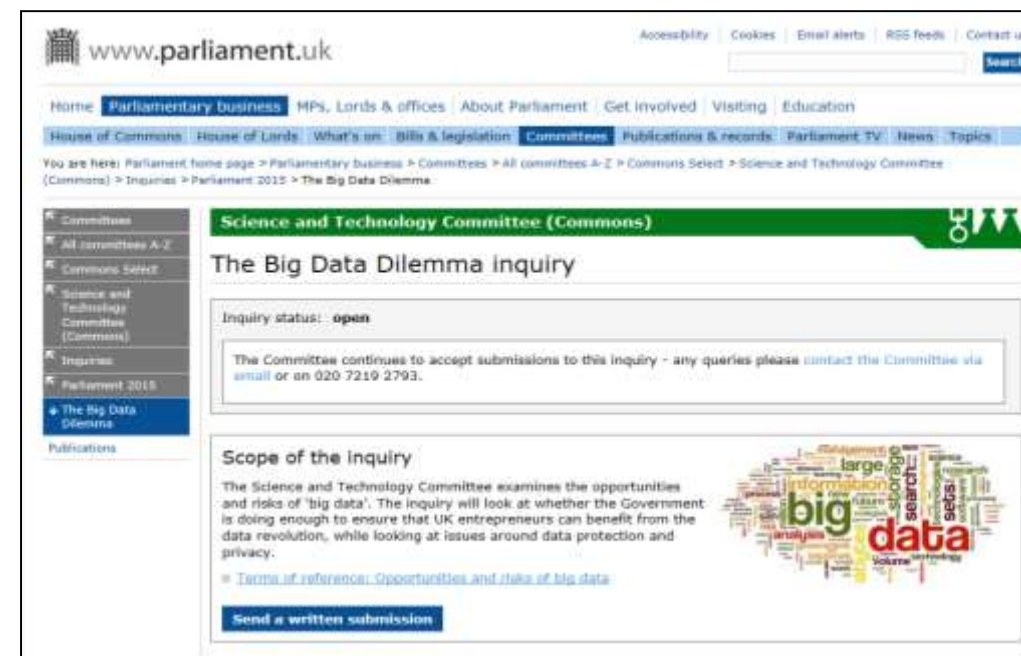 www.parliament.uk
Accessibility Cookies Email alerts RSS feeds Contact u
Search
Home Parliamentary business MPs, Lords & offices About Parliament Get involved Visiting Education
House of Commons House of Lords What's on Bills & legislation Committees Publications & records Parliament TV News Topics
You are here: Parliament home page > Parliamentary business > Committees > All committees A-Z > Commons Select > Science and Technology Committee
(Commons) > Inquiries > Parliament 2015 > The Big Data Dilemma
Committees
All committees A-Z
Commons Select
Science and
Technology
Committee
(Commons)
Inquiries
Parliament 2015
The Big Data
Dilemma
Publications
Science and Technology Committee (Commons)
The Big Data Dilemma inquiry
Inquiry status: open
The Committee continues to accept submissions to this inquiry - any queries please contact the Committee via
email or on 020 7219 2793.
Scope of the inquiry
The Science and Technology Committee examines the opportunities
and risks of 'big data'. The inquiry will look at whether the Government
is doing enough to ensure that UK entrepreneurs can benefit from the
data revolution, while looking at issues around data protection and
privacy.
Terms of reference: Opportunities and risks of big data
Send a written submission
management
large
storage
science
research
information
future
big
search
sets
process
analysis
data
Volume
technology